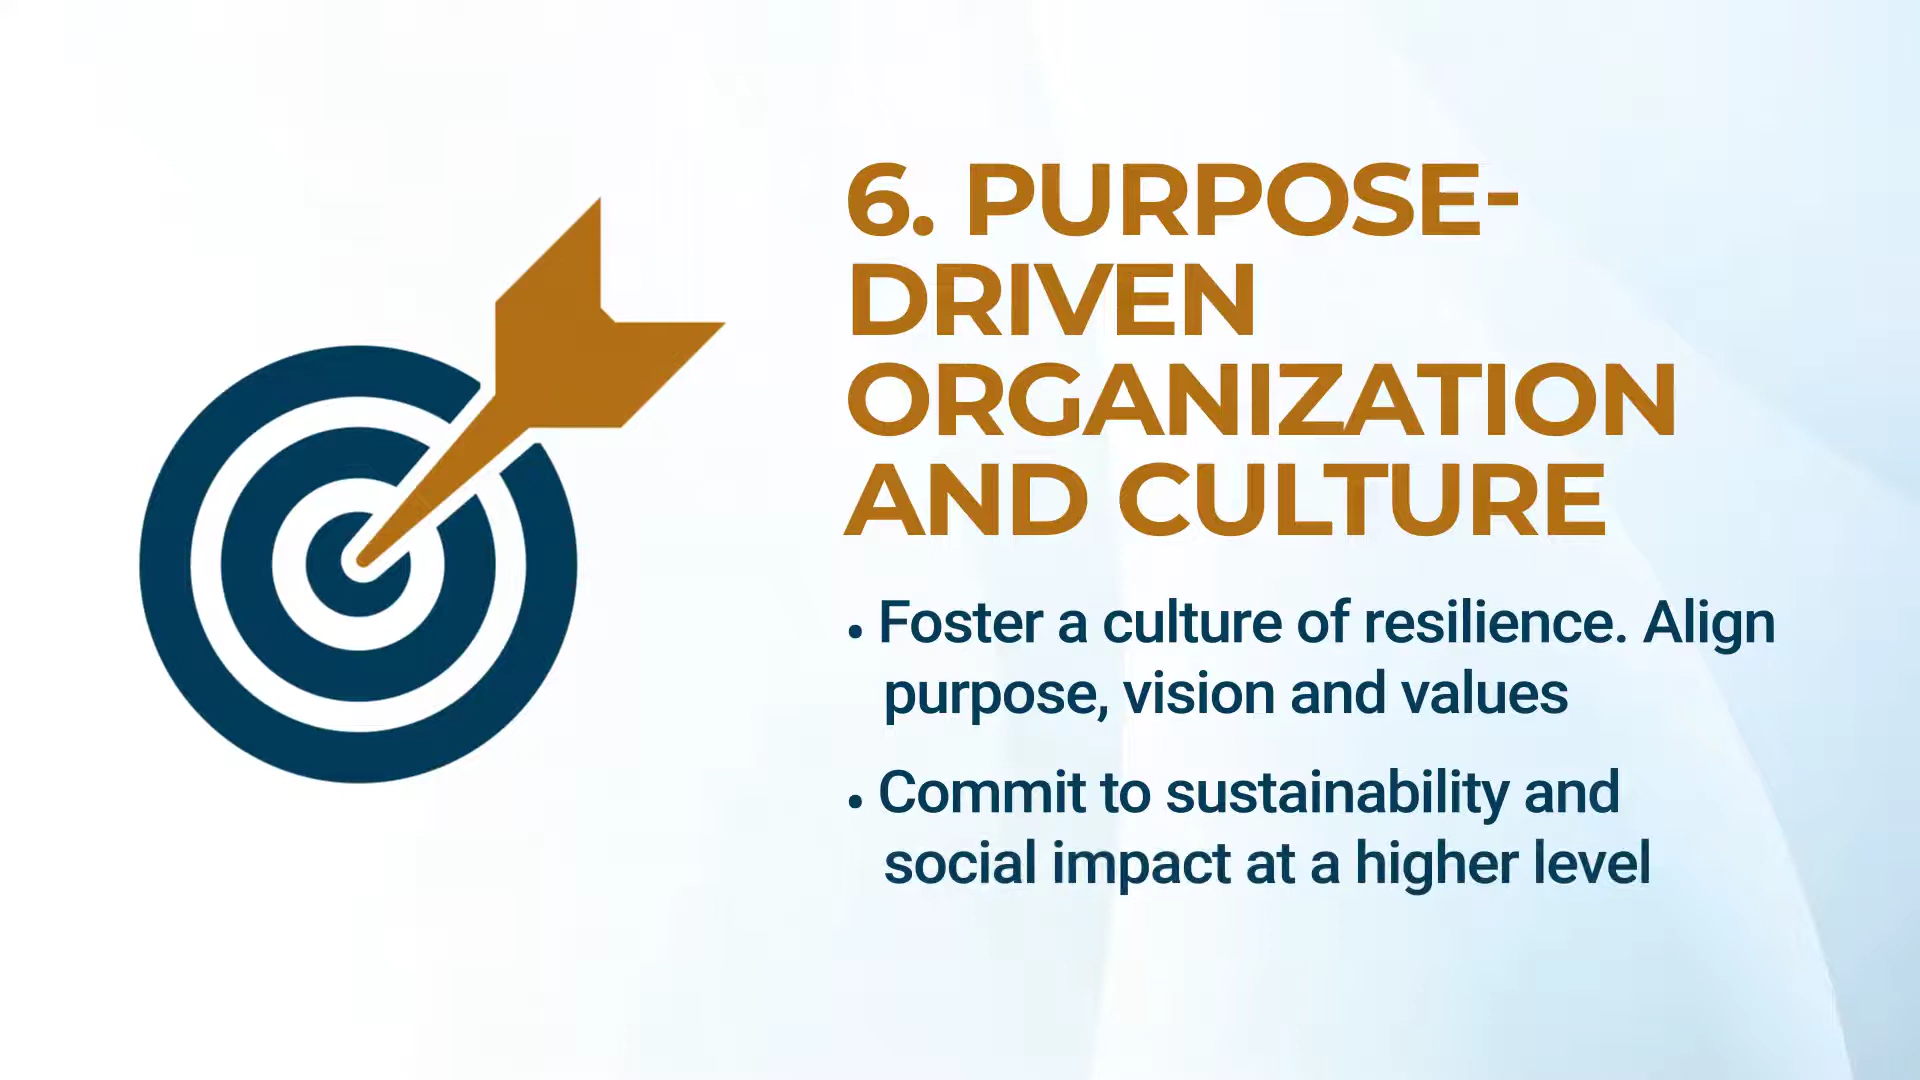 6. PURPOSE-
DRIVEN
ORGANIZATION
AND CULTURE
• Foster a culture of resilience. Align
purpose, vision and values
• Commit to sustainability and
social impact at a higher level